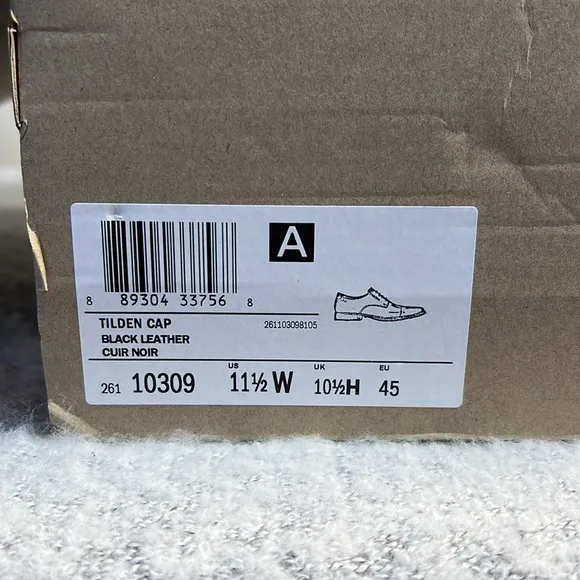 A
8 89304 33756 8
TILDEN CAP 261103098105
BLACK LEATHER
CUIR NOIR
US UK EU
261 10309 11½ W 10½H 45